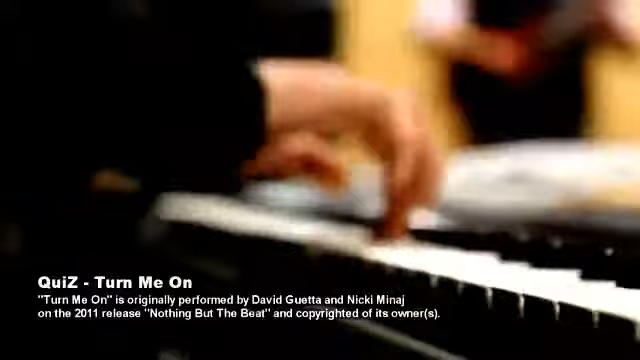 QuiZ - Turn Me On
"Turn Me On" is originally performed by David Guetta and Nicki Minaj
on the 2011 release "Nothing But The Beat" and copyrighted of its owner(s).